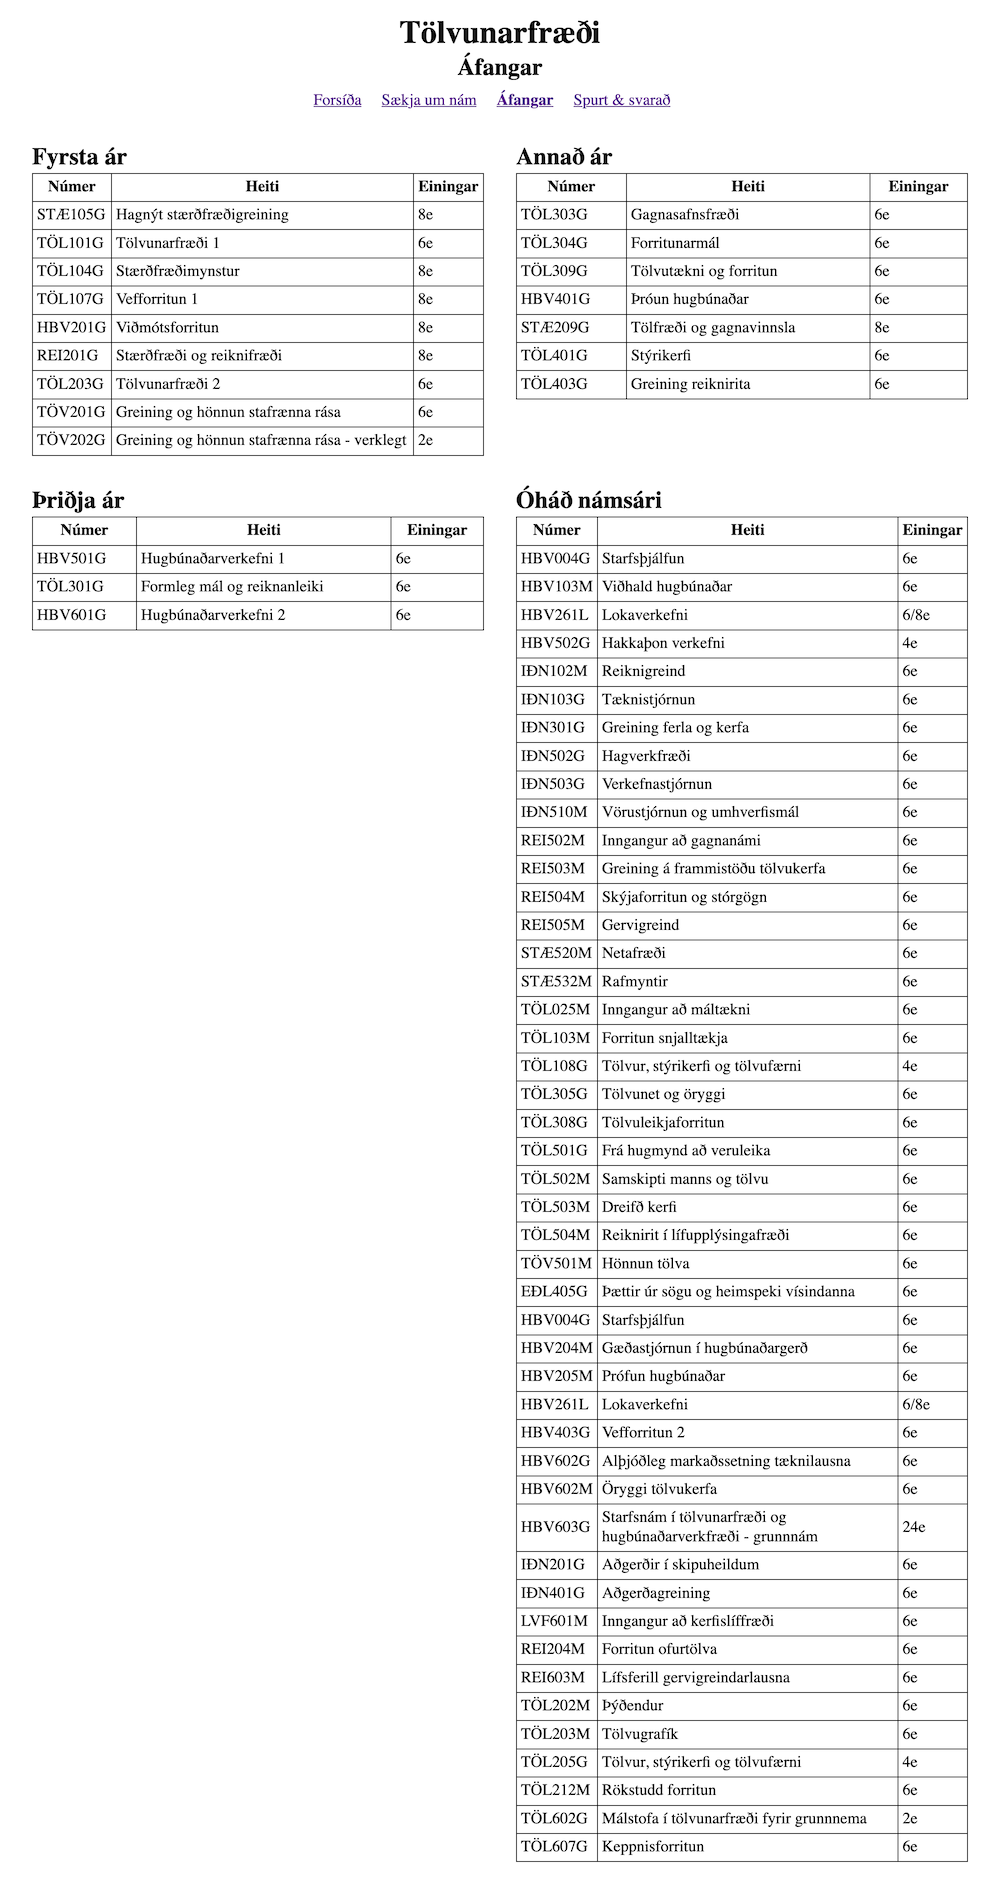 Tölvunarfræði
Áfangar
Forsíða Sækja um nám Áfangar Spurt & svarað
Fyrsta ár
Númer Heiti Einingar
STÆ105G Hagnýt stærðfræðigreining 8e
TÖL101G Tölvunarfræði 1 6e
TÖL104G Stærðfræðimynstur 8e
TÖL107G Vefforritun 1 8e
HBV201G Viðmótsforritun 8e
REI201G Stærðfræði og reiknifræði 8e
TÖL203G Tölvunarfræði 2 6e
TÖV201G Greining og hönnun stafrænna rása 6e
TÖV202G Greining og hönnun stafrænna rása - verklegt 2e
Annað ár
Númer Heiti Einingar
TÖL303G Gagnasafnsfræði 6e
TÖL304G Forritunarmál 6e
TÖL309G Tölvutækni og forritun 6e
HBV401G Þróun hugbúnaðar 6e
STÆ209G Tölfræði og gagnavinnsla 8e
TÖL401G Stýrikerfi 6e
TÖL403G Greining reiknirita 6e
Þriðja ár
Númer Heiti Einingar
HBV501G Hugbúnaðarverkefni 1 6e
TÖL301G Formleg mál og reiknanleiki 6e
HBV601G Hugbúnaðarverkefni 2 6e
Óháð námsári
Númer Heiti Einingar
HBV004G Starfsþjálfun 6e
HBV103M Viðhald hugbúnaðar 6e
HBV261L Lokaverkefni 6/8e
HBV502G Hakkaþon verkefni 4e
IÐN102M Reiknigreind 6e
IÐN103G Tæknistjórnun 6e
IÐN301G Greining ferla og kerfa 6e
IÐN502G Hagverkfræði 6e
IÐN503G Verkefnastjórnun 6e
IÐN510M Vörustjórnun og umhverfismál 6e
REI502M Inngangur að gagnanámi 6e
REI503M Greining á frammistöðu tölvukerfa 6e
REI504M Skýjaforritun og stórgögn 6e
REI505M Gervigreind 6e
STÆ520M Netafræði 6e
STÆ532M Rafmyntir 6e
TÖL025M Inngangur að máltækni 6e
TÖL103M Forritun snjalltækja 6e
TÖL108G Tölvur, stýrikerfi og tölvufærni 4e
TÖL305G Tölvunet og öryggi 6e
TÖL308G Tölvuleikjaforritun 6e
TÖL501G Frá hugmynd að veruleika 6e
TÖL502M Samskipti manns og tölvu 6e
TÖL503M Dreifð kerfi 6e
TÖL504M Reiknirit í lífupplýsingafræði 6e
TÖV501M Hönnun tölva 6e
EÐL405G Þættir úr sögu og heimspeki vísindanna 6e
HBV004G Starfsþjálfun 6e
HBV204M Gæðastjórnun í hugbúnaðargerð 6e
HBV205M Prófun hugbúnaðar 6e
HBV261L Lokaverkefni 6/8e
HBV403G Vefforritun 2 6e
HBV602G Alþjóðleg markaðssetning tæknilausna 6e
HBV602M Öryggi tölvukerfa 6e
HBV603G Starfsnám í tölvunarfræði og
hugbúnaðarverkfræði - grunnnám 24e
IÐN201G Aðgerðir í skipuheildum 6e
IÐN401G Aðgerðagreining 6e
LVF601M Inngangur að kerfislíffræði 6e
REI204M Forritun ofurtölva 6e
REI603M Lífsferill gervigreindarlausna 6e
TÖL202M Þýðendur 6e
TÖL203M Tölvugrafík 6e
TÖL205G Tölvur, stýrikerfi og tölvufærni 4e
TÖL212M Rökstudd forritun 6e
TÖL602G Málstofa í tölvunarfræði fyrir grunnnema 2e
TÖL607G Keppnisforritun 6e